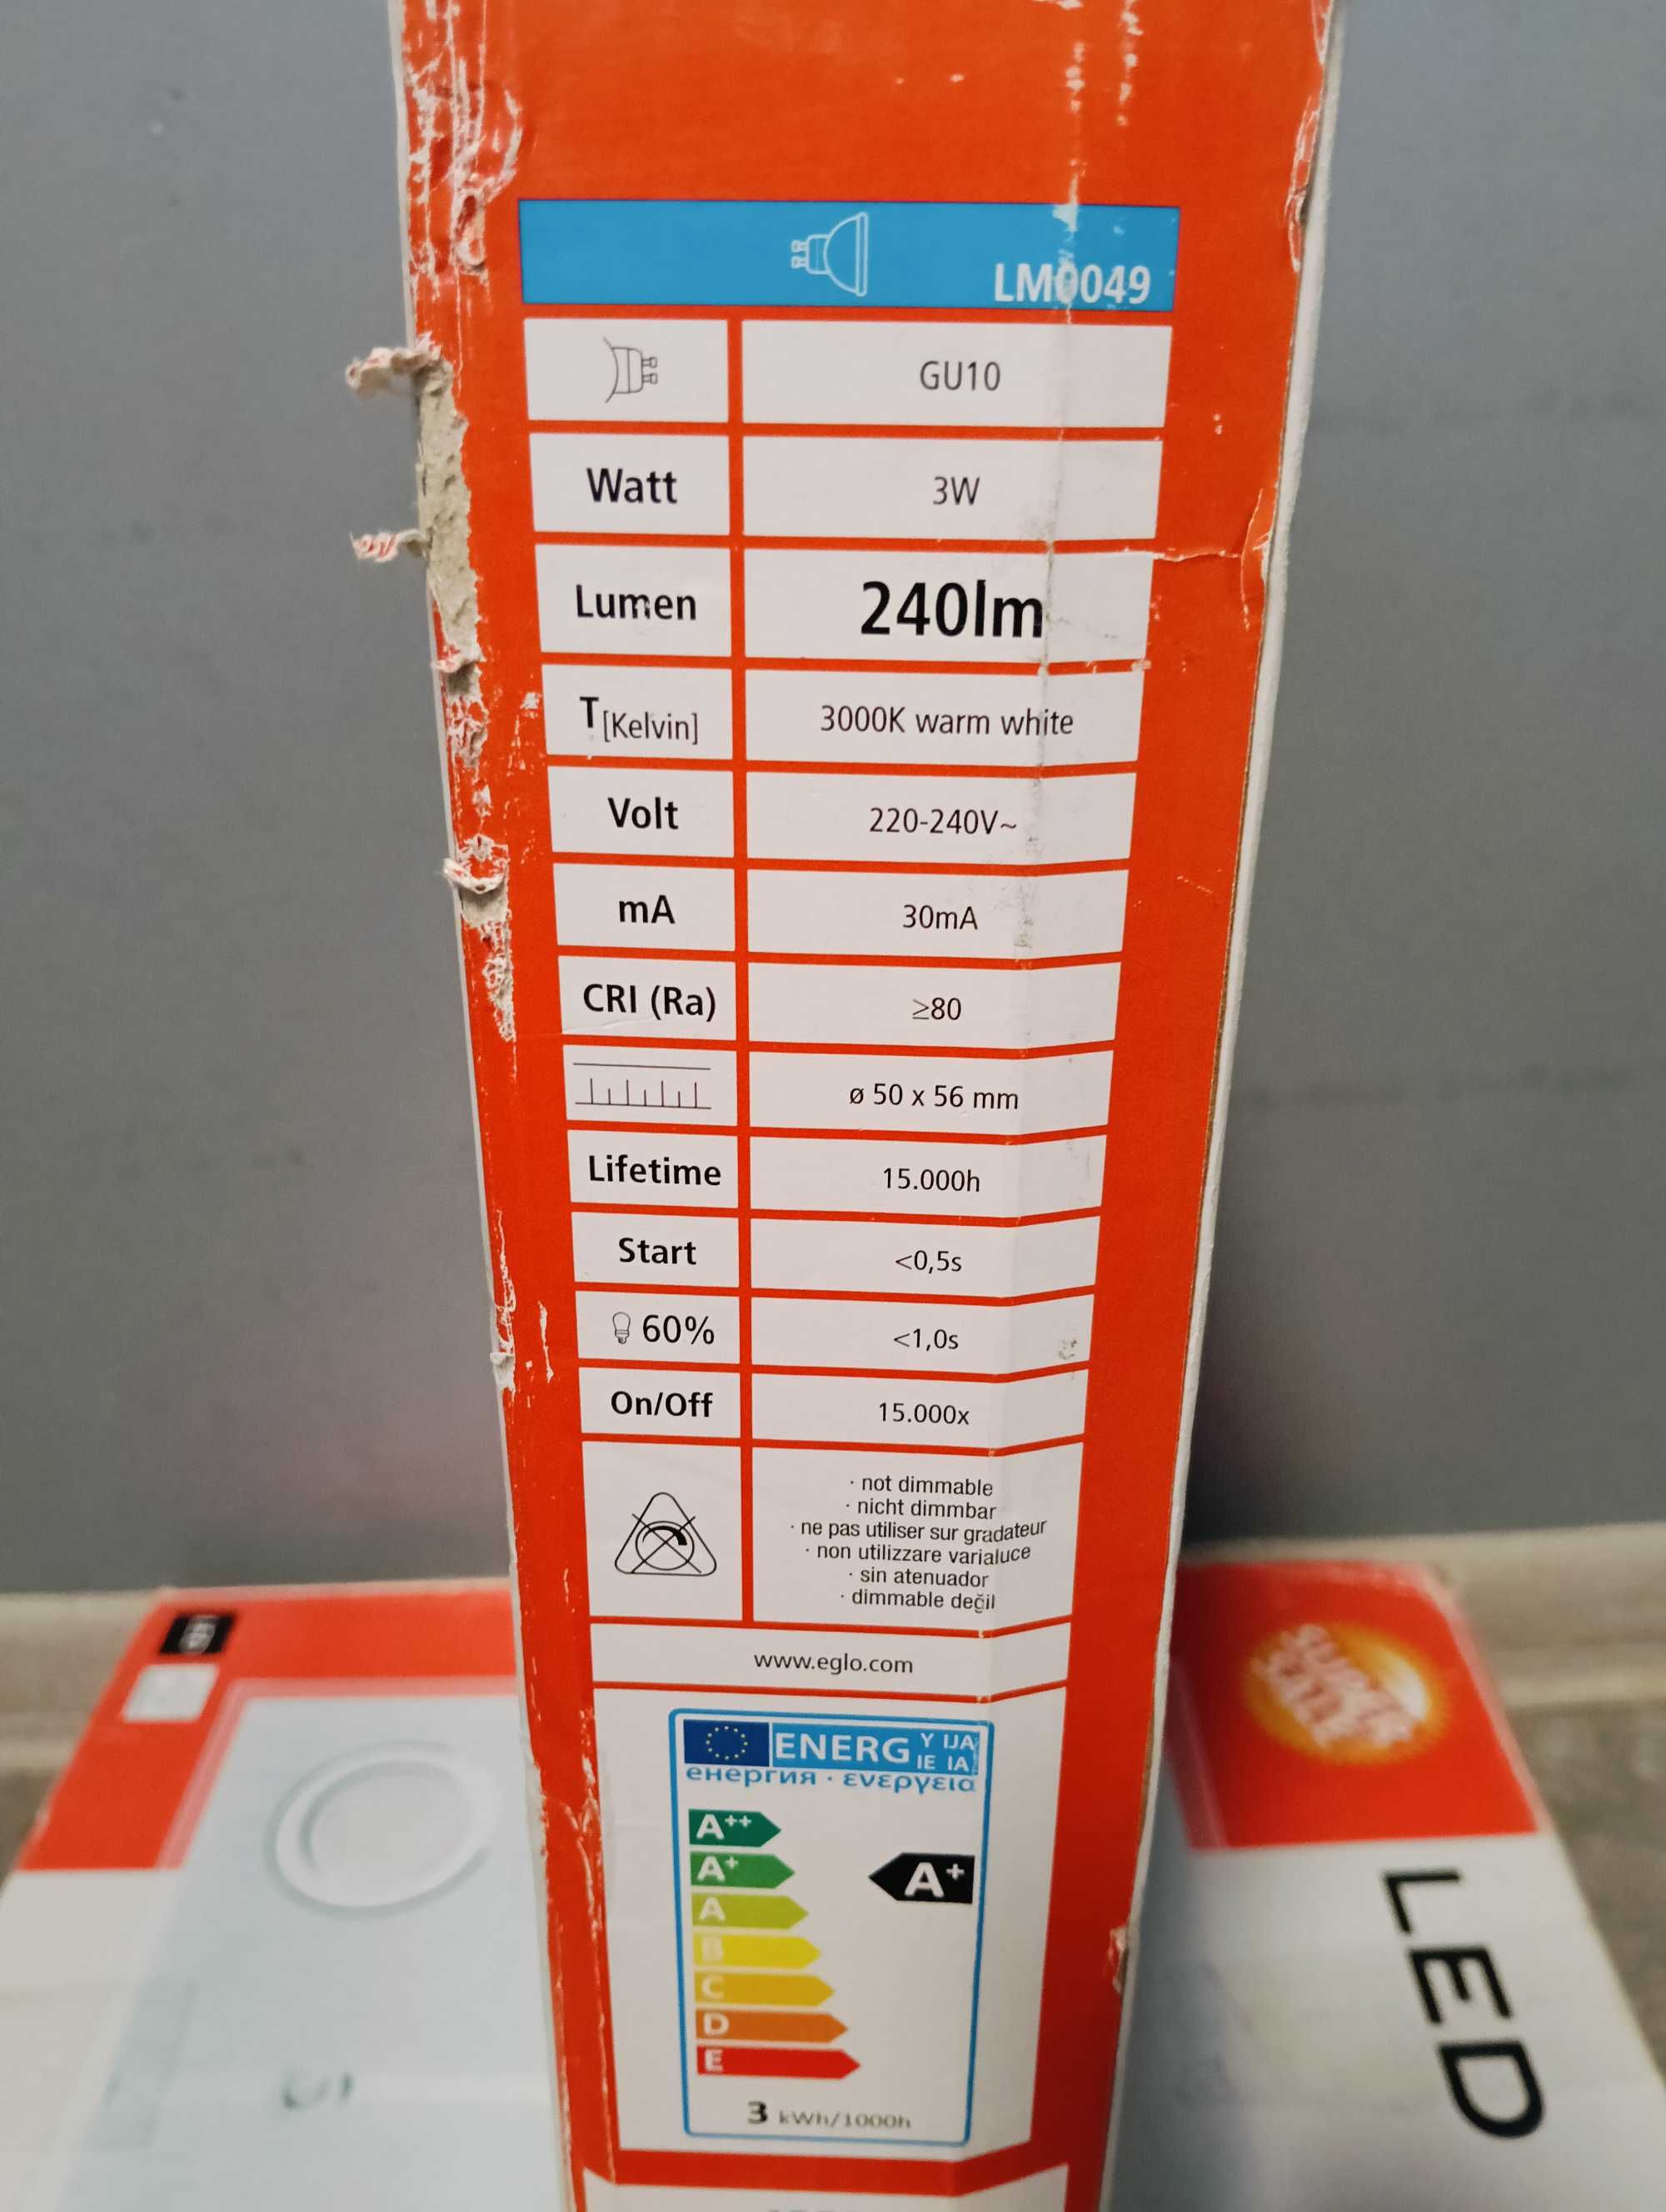 LM0049
GU10
Watt 3W
Lumen 240lm
T[Kelvin] 3000K warm white
Volt 220-240V~
mA 30mA
CRI (Ra) ≥80
ø 50 x 56 mm
Lifetime 15.000h
Start <0,5s
60% <1,0s
On/Off 15.000x
· not dimmable
· nicht dimmbar
· ne pas utiliser sur gradateur
· non utilizzare varialuce
· sin atenuador
· dimmable değil
www.eglo.com
ENERG Y IJA
IE IA
енергия · ενεργεια
A++
A+ A+
A
B
C
D
E
3 kWh/1000h
SUPER
SALE
LED